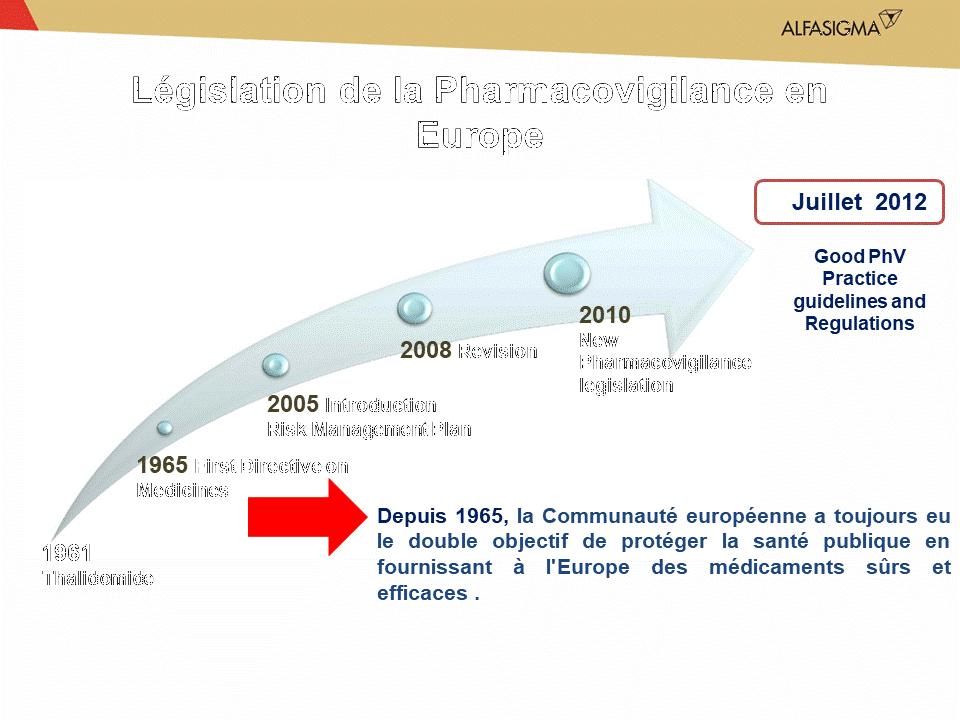 ALFASIGMA
Législation de la Pharmacovigilance en
Europe
Juillet 2012
Good PhV
Practice
guidelines and
Regulations
2010
New
Pharmacovigilance
legislation
2008 Revision
2005 Introduction
Risk Management Plan
1965 First Directive on
Medicines
1961
Thalidomide
Depuis 1965, la Communauté européenne a toujours eu
le double objectif de protéger la santé publique en
fournissant à l'Europe des médicaments sûrs et
efficaces .